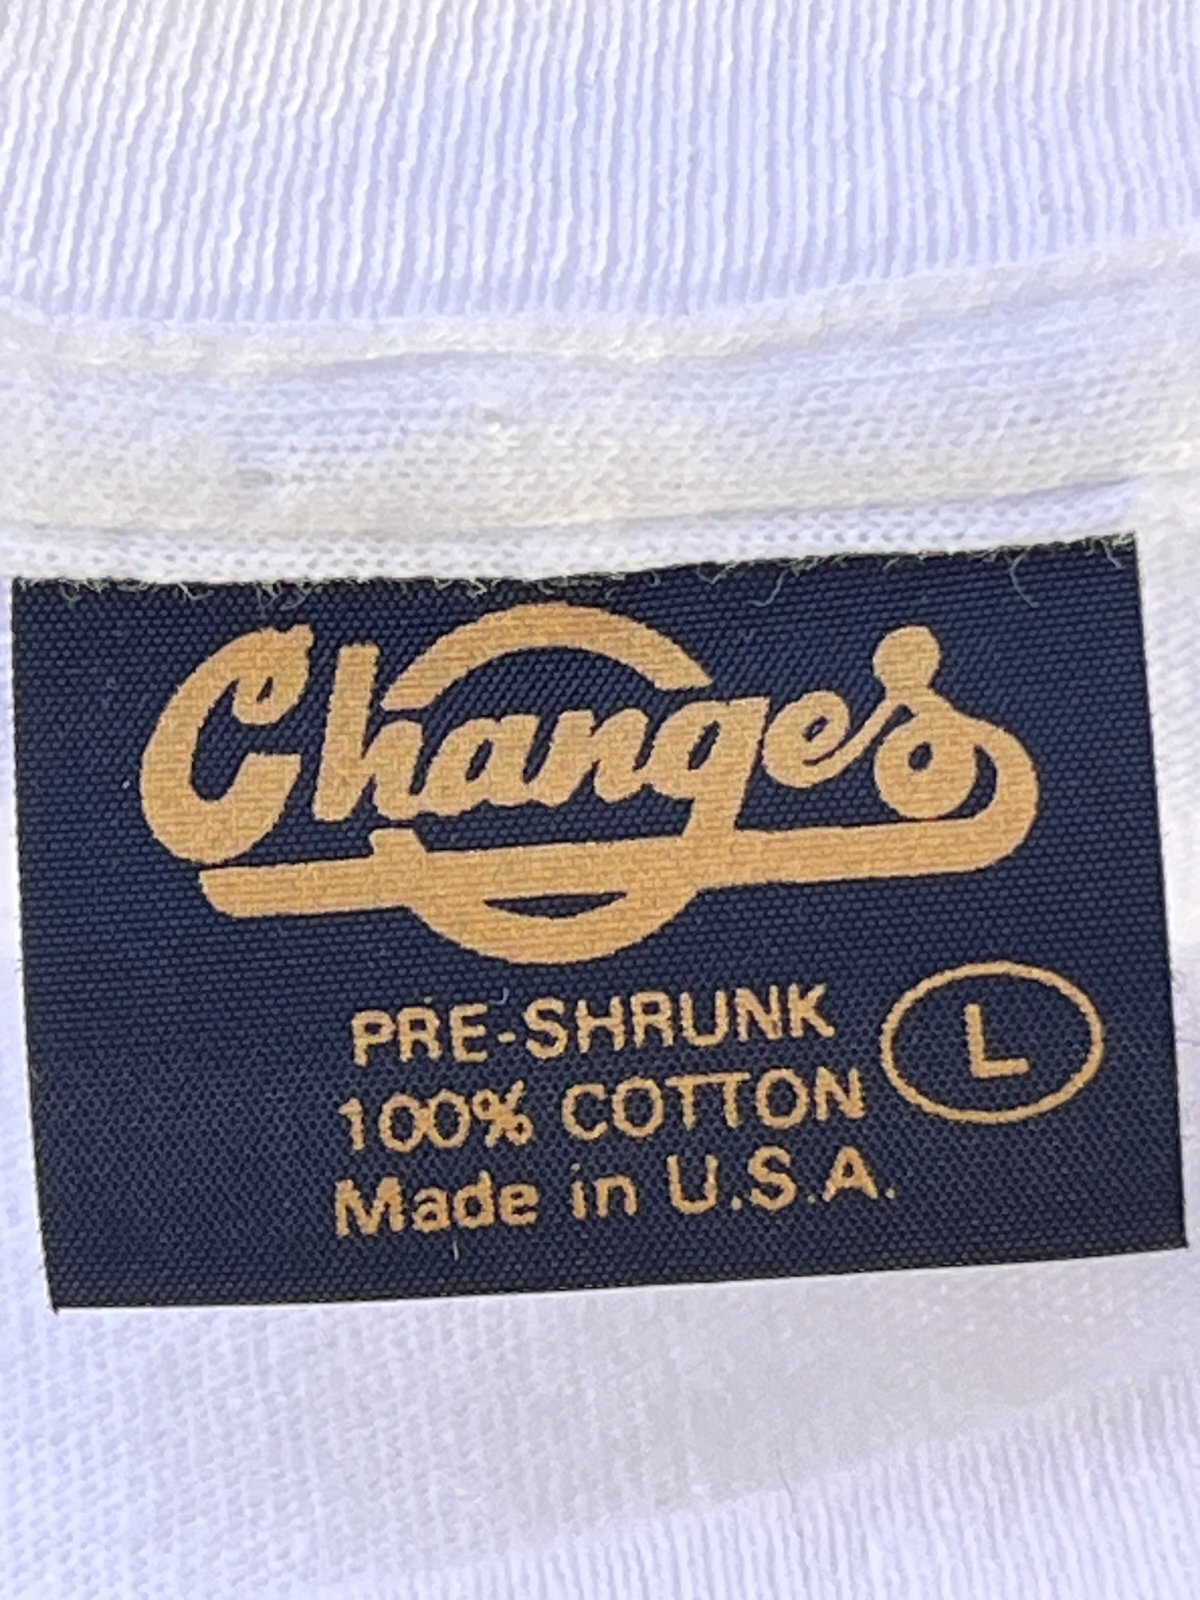 Changes
PRE-SHRUNK
100% COTTON
Made in U.S.A.
L